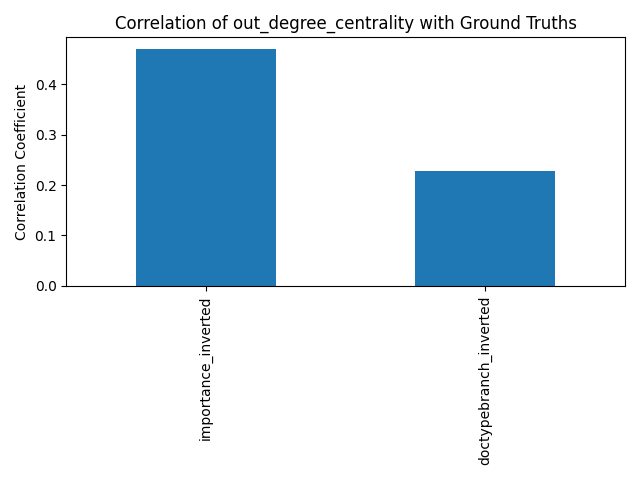 Correlation of out_degree_centrality with Ground Truths
Correlation Coefficient
0.4
0.3
0.2
0.1
0.0
importance_inverted
doctypebranch_inverted